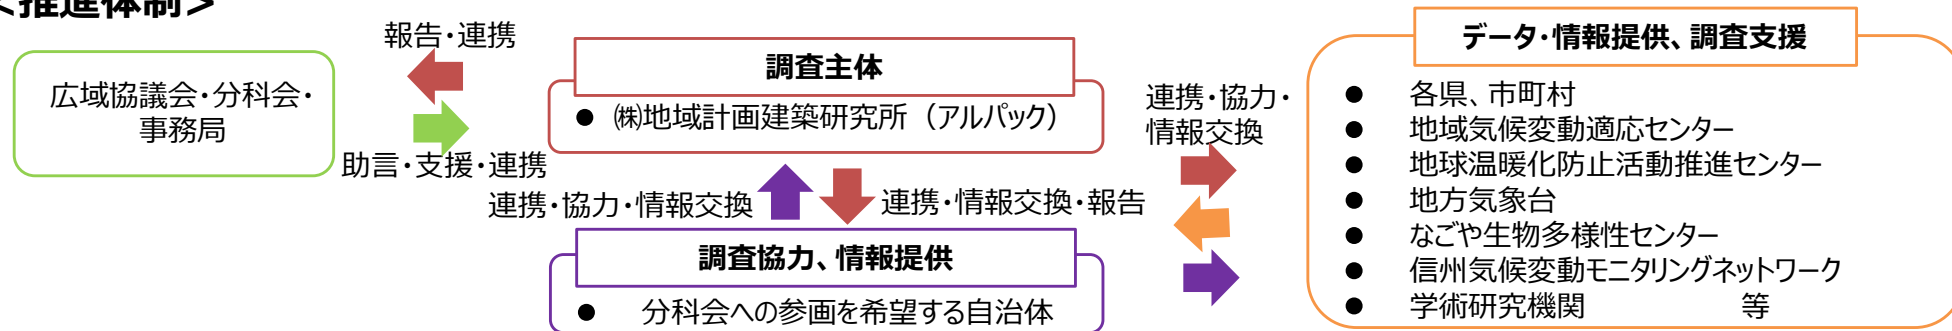 <推進体制>
報告・連携
広域協議会・分科会・
事務局
助言・支援・連携
調査主体
● ㈱地域計画建築研究所（アルパック）
連携・協力・情報交換
連携・情報交換・報告
調査協力、情報提供
● 分科会への参画を希望する自治体
連携・協力・
情報交換
データ・情報提供、調査支援
● 各県、市町村
● 地域気候変動適応センター
● 地球温暖化防止活動推進センター
● 地方気象台
● なごや生物多様性センター
● 信州気候変動モニタリングネットワーク
● 学術研究機関 等